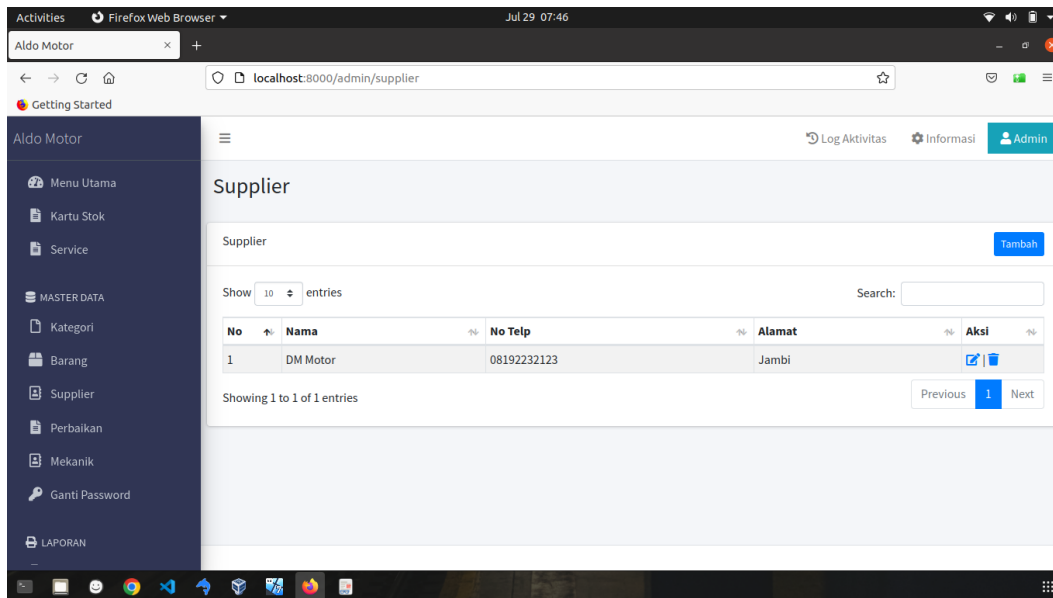 Activities Firefox Web Browser Jul 29 07:46
Aldo Motor
localhost:8000/admin/supplier
Getting Started
Aldo Motor
Log Aktivitas Informasi Admin
Menu Utama
Kartu Stok
Service
MASTER DATA
Kategori
Barang
Supplier
Perbaikan
Mekanik
Ganti Password
LAPORAN
Supplier
Supplier Tambah
Show 10 entries Search:
No Nama No Telp Alamat Aksi
1 DM Motor 08192232123 Jambi |
Showing 1 to 1 of 1 entries Previous 1 Next